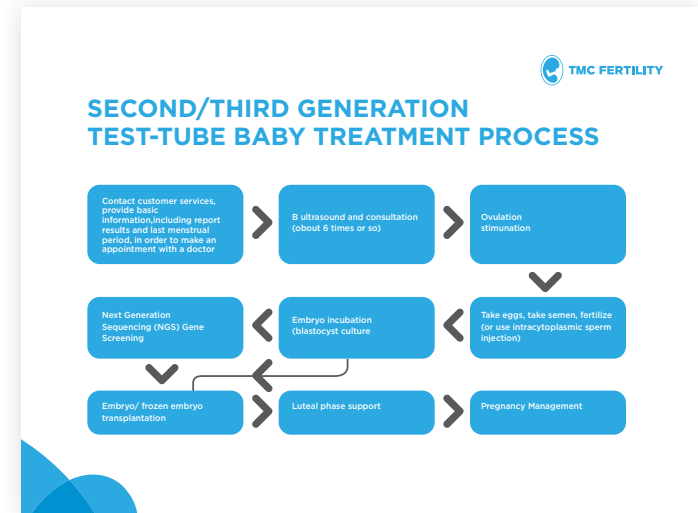 TMC FERTILITY
SECOND/THIRD GENERATION
TEST-TUBE BABY TREATMENT PROCESS
Contact customer services,
provide basic
information,including report
results and last menstrual
period, in order to make an
appointment with a doctor
B ultrasound and consultation
(obout 6 times or so)
Ovulation
stimunation
Next Generation
Sequencing (NGS) Gene
Screening
Embryo incubation
(blastocyst culture
Take eggs, take semen, fertilize
(or use intracytoplasmic sperm
injection)
Embryo/ frozen embryo
transplantation
Luteal phase support
Pregnancy Management